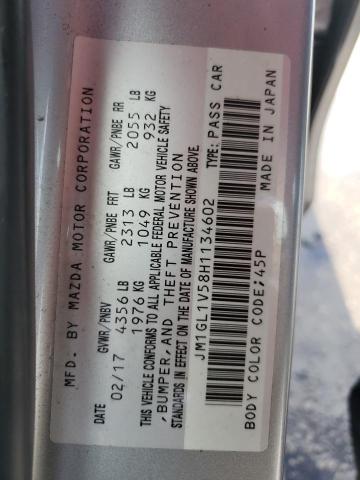 MFD. BY MAZDA MOTOR CORPORATION
DATE GVWR/PNBV GAWR/PNBE FRT GAWR/PNBE RR
02/17 4356 LB 2313 LB 2055 LB
1976 KG 1049 KG 932 KG
THIS VEHICLE CONFORMS TO ALL APPLICABLE FEDERAL MOTOR VEHICLE SAFETY
,BUMPER,AND THEFT PREVENTION
STANDARDS IN EFFECT ON THE DATE OF MANUFACTURE SHOWN ABOVE.
JM1GL1V58H1134602 TYPE:PASS CAR
BODY COLOR CODE;45P MADE IN JAPAN